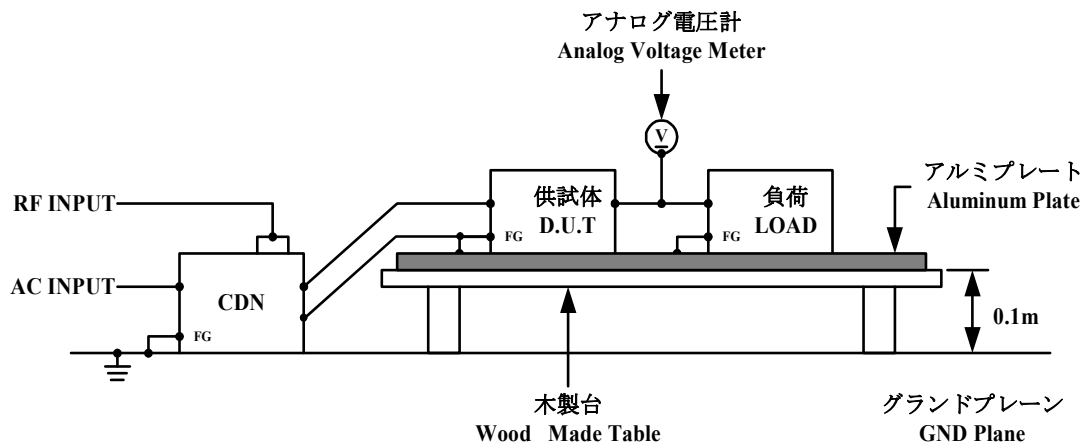 アナログ電圧計
Analog Voltage Meter
V
アルミプレート
Aluminum Plate
RF INPUT
供試体
D.U.T
FG
負荷
LOAD
FG
AC INPUT
CDN
FG
0.1m
木製台
Wood Made Table
グランドプレーン
GND Plane